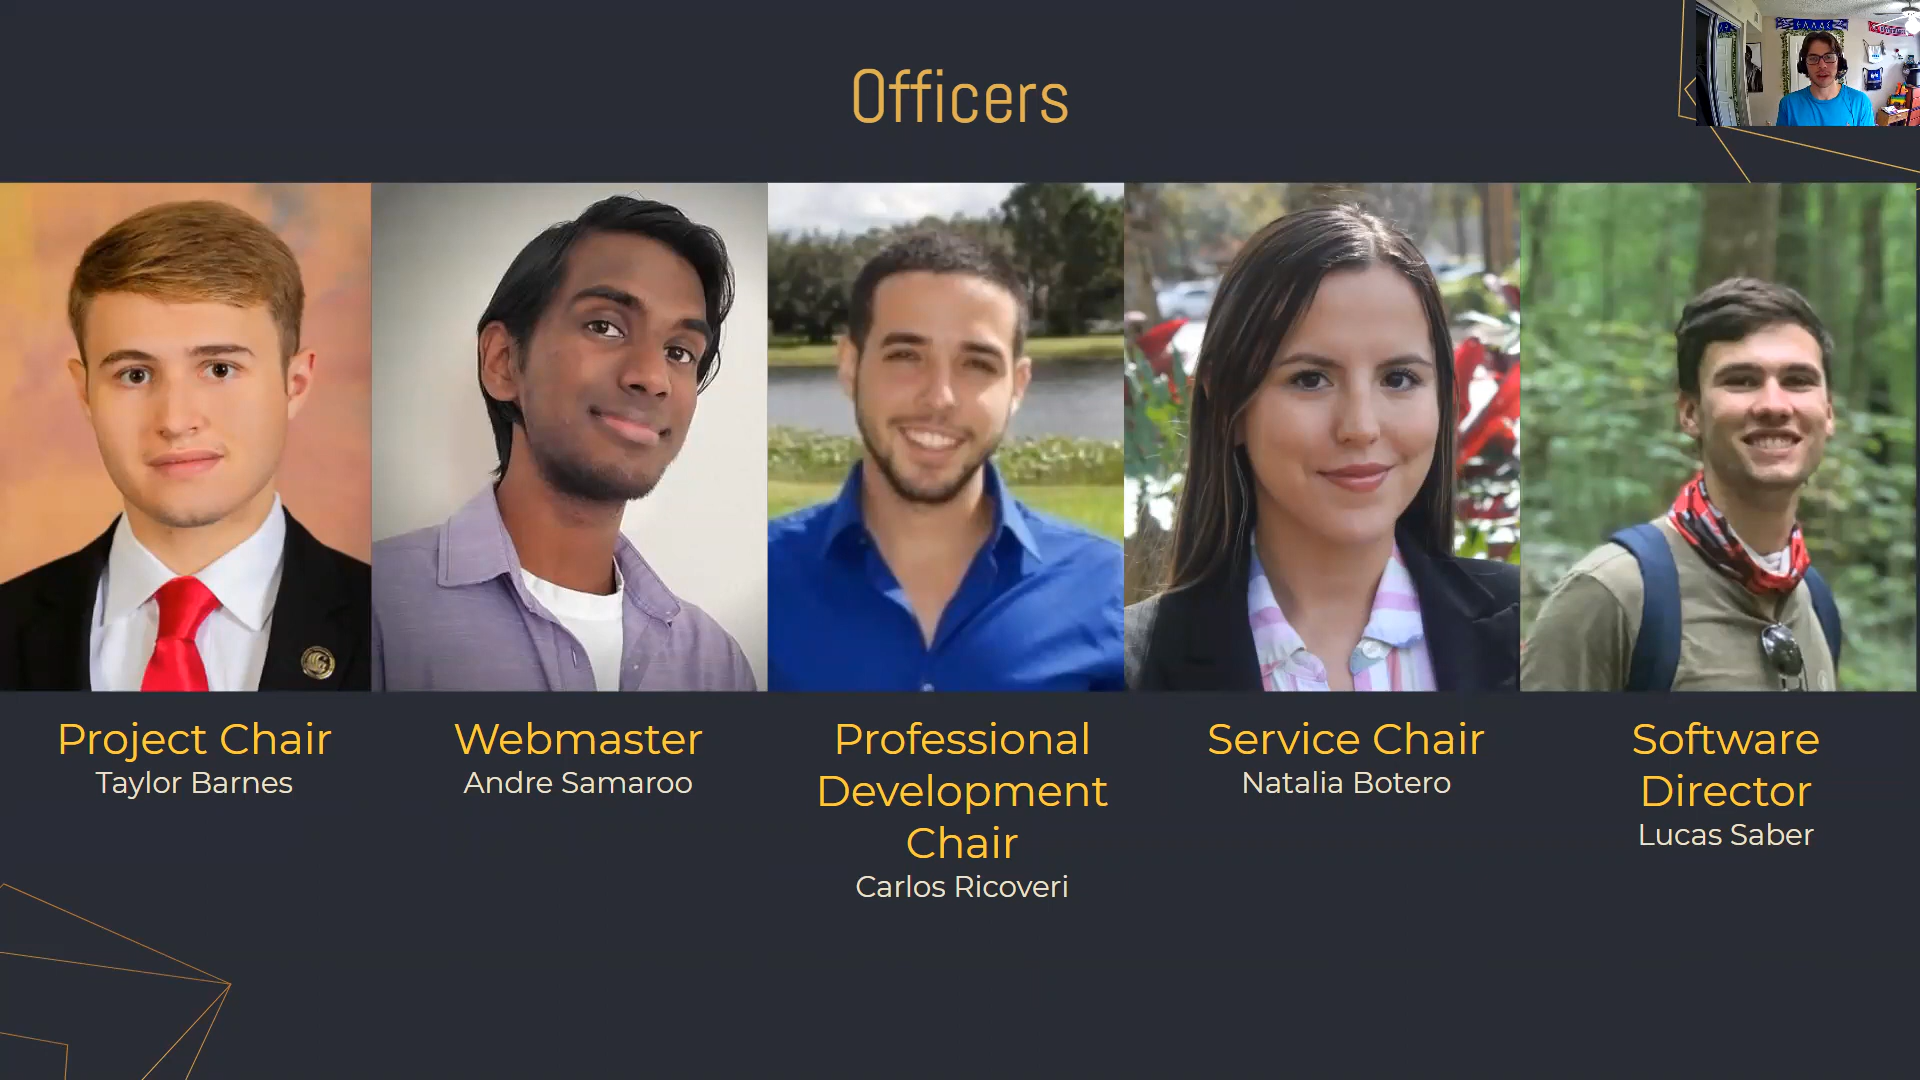 Officers
Project Chair
Taylor Barnes
Webmaster
Andre Samaroo
Professional
Development
Chair
Carlos Ricoveri
Service Chair
Natalia Botero
Software
Director
Lucas Saber